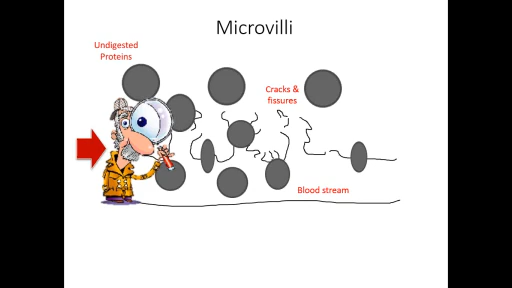 Microvilli
Undigested
Proteins
Cracks &
fissures
Blood stream